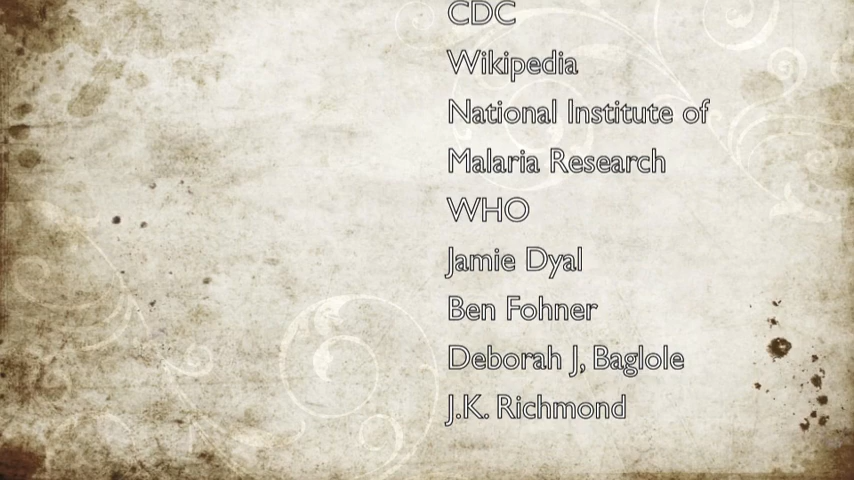 CDC
Wikipedia
National Institute of
Malaria Research
WHO
Jamie Dyal
Ben Fohner
Deborah J, Baglole
J.K. Richmond